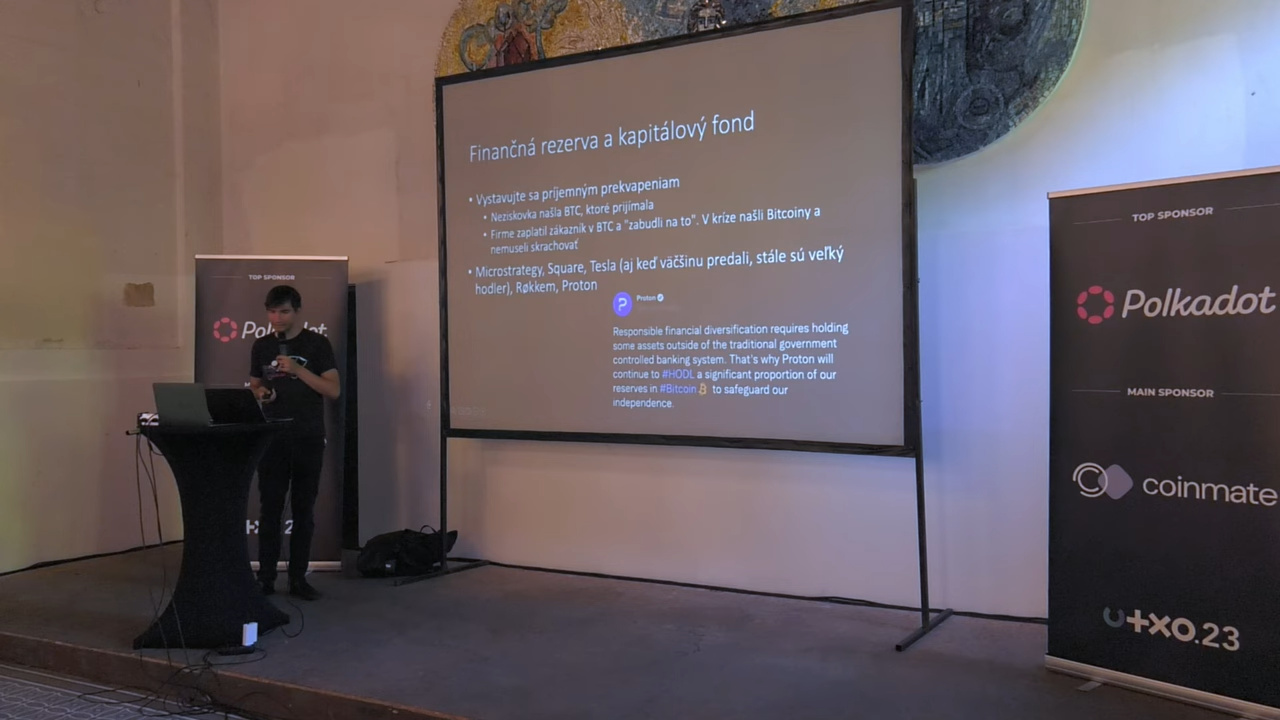 Finančná rezerva a kapitálový fond
• Vystavujte sa príjemným prekvapeniam
• Neziskovka našla BTC, ktoré prijímala
• Firme zaplatil zákazník v BTC a "zabudli na to". V kríze našli Bitcoiny a
nemuseli skrachovať
• Microstrategy, Square, Tesla (aj keď väčšinu predali, stále sú veľký
hodler), Røkkem, Proton
Proton
Responsible financial diversification requires holding
some assets outside of the traditional government
controlled banking system. That's why Proton will
continue to #HODL a significant proportion of our
reserves in #Bitcoin to safeguard our
independence.
TOP SPONSOR
TOP SPONSOR
Polkadot
MAIN SPONSOR
coinmate
utxo.23